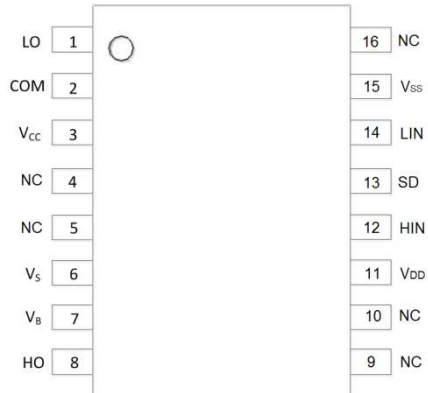 LO 1 16 NC
COM 2 15 Vss
Vcc 3 14 LIN
NC 4 13 SD
NC 5 12 HIN
Vs 6 11 VDD
VB 7 10 NC
HO 8 9 NC